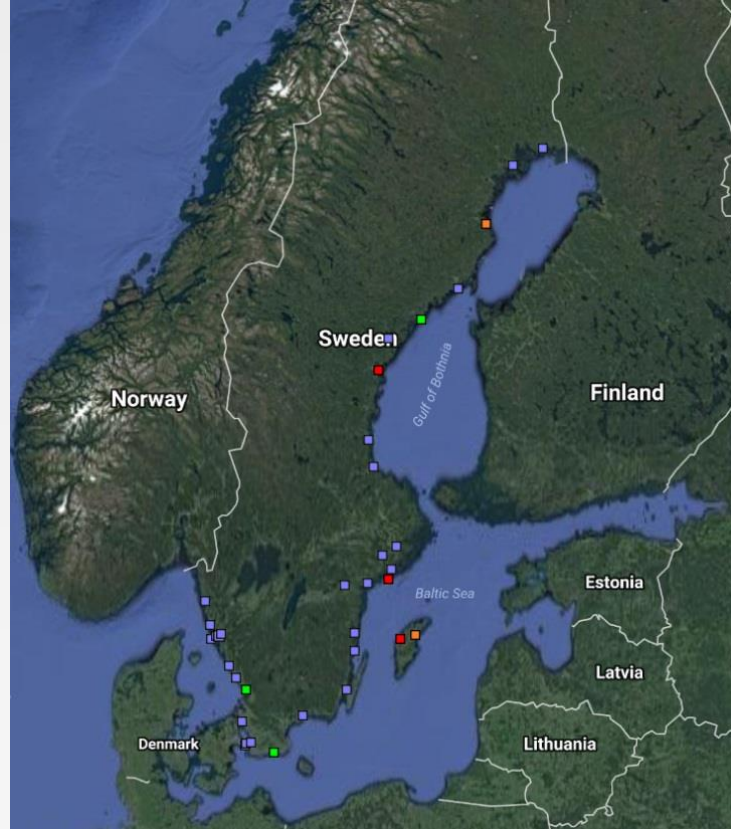 Sweden
Norway
Gulf of Bothnia
Finland
Estonia
Baltic Sea
Latvia
Denmark
Lithuania